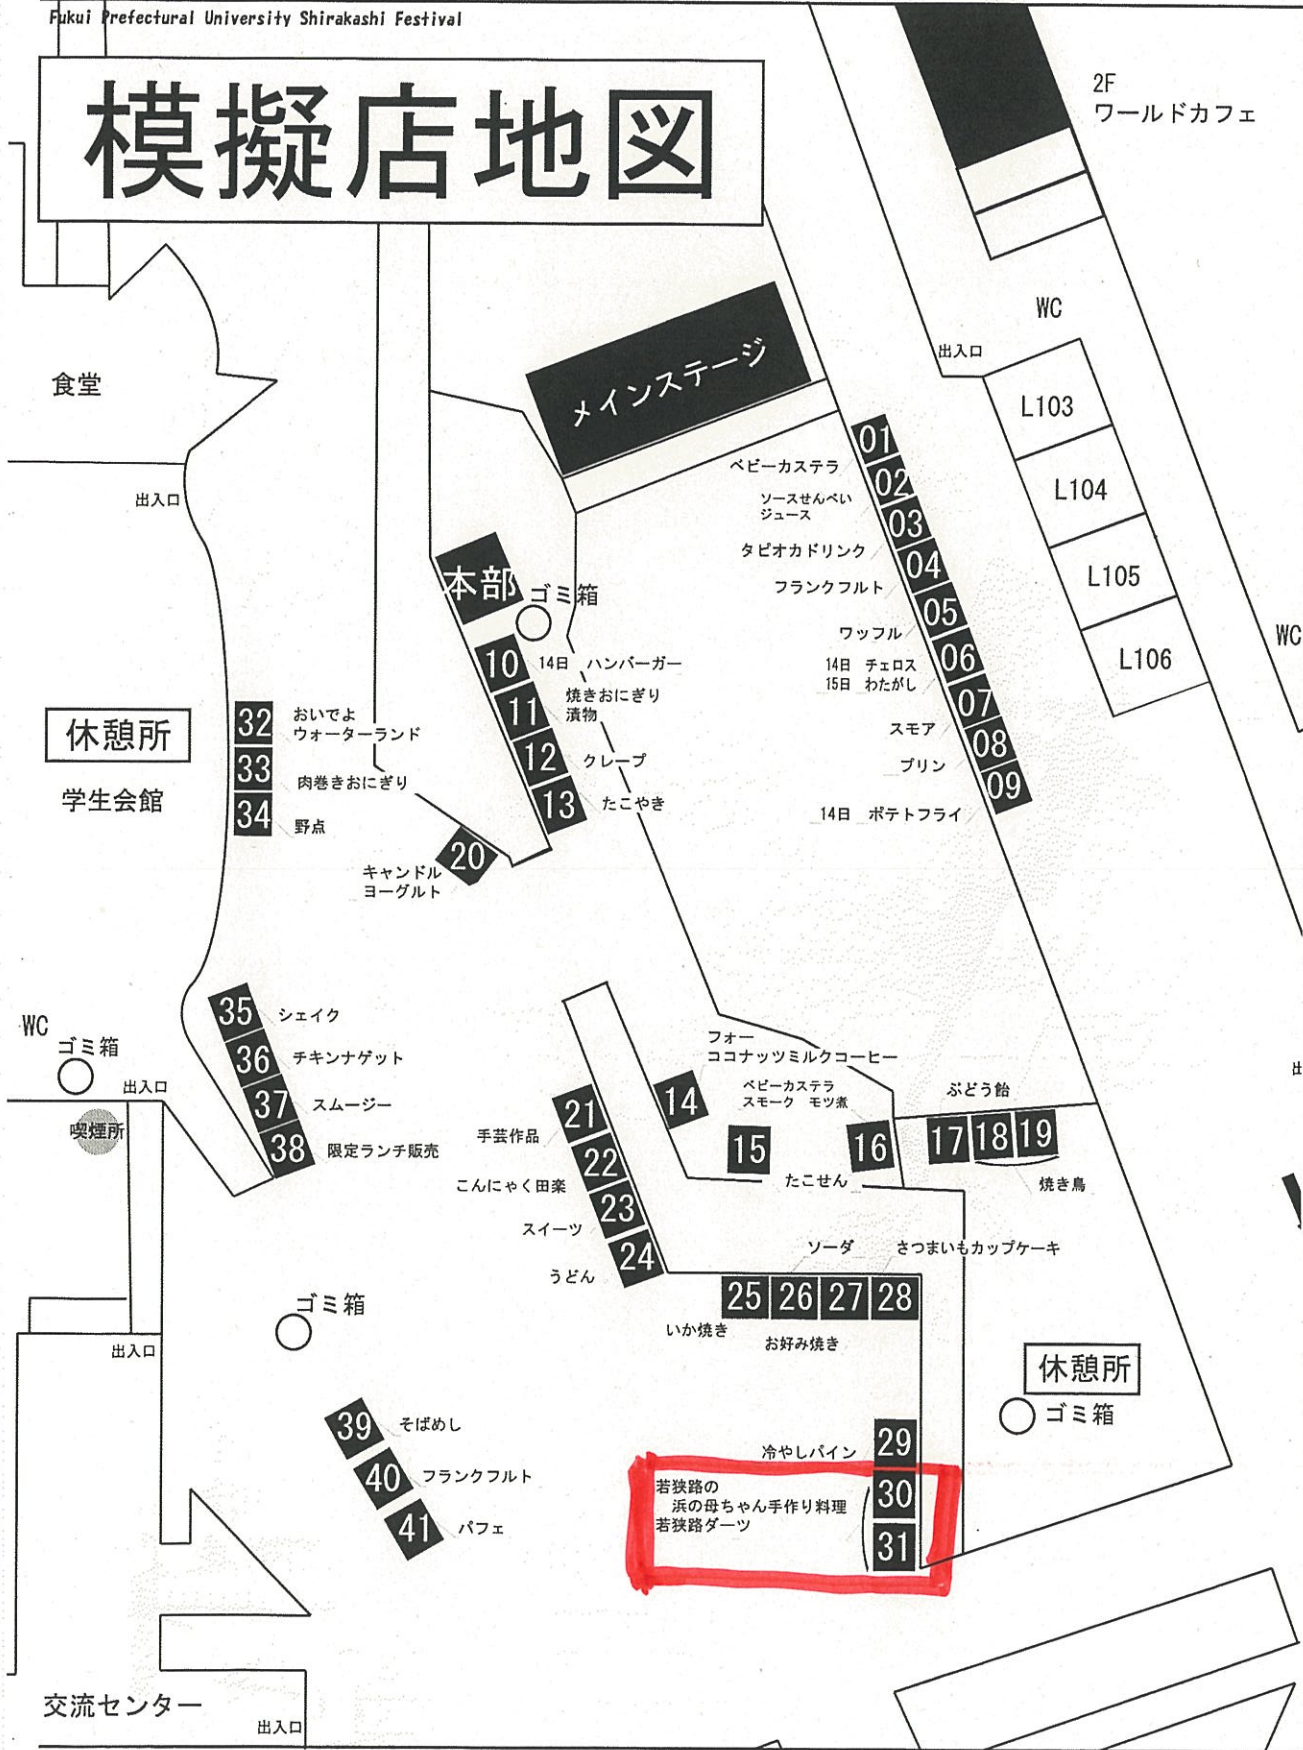 Fukui Prefectural University Shirakashi Festival
模擬店地図
2F
ワールドカフェ
WC
出入口
メインステージ
食堂
出入口
L103
L104
L105
L106
WC
01
02
03
04
05
06
07
08
09
ベビーカステラ
ソースせんべい
ジュース
タピオカドリンク
フランクフルト
ワッフル
14日 チェロス
15日 わたがし
スモア
プリン
14日 ポテトフライ
本部
ゴミ箱
10
14日 ハンバーガー
11
焼きおにぎり
漬物
12
クレープ
13
たこやき
休憩所
学生会館
32
おいでよ
ウォーターランド
33
肉巻きおにぎり
34
野点
20
キャンドル
ヨーグルト
35
シェイク
36
チキンナゲット
37
スムージー
38
限定ランチ販売
WC
ゴミ箱
出入口
喫煙所
フォー
ココナッツミルクコーヒー
14
ベビーカステラ
スモーク モツ煮
15
16
たこせん
ぶどう飴
17
18
19
焼き鳥
21
手芸作品
22
こんにゃく田楽
23
スイーツ
24
うどん
ソーダ
さつまいもカップケーキ
25
26
27
28
いか焼き
お好み焼き
出
ゴミ箱
出入口
休憩所
ゴミ箱
39
そばめし
40
フランクフルト
41
パフェ
冷やしパイン
29
若狭路の
浜の母ちゃん手作り料理
若狭路ダーツ
30
31
交流センター
出入口